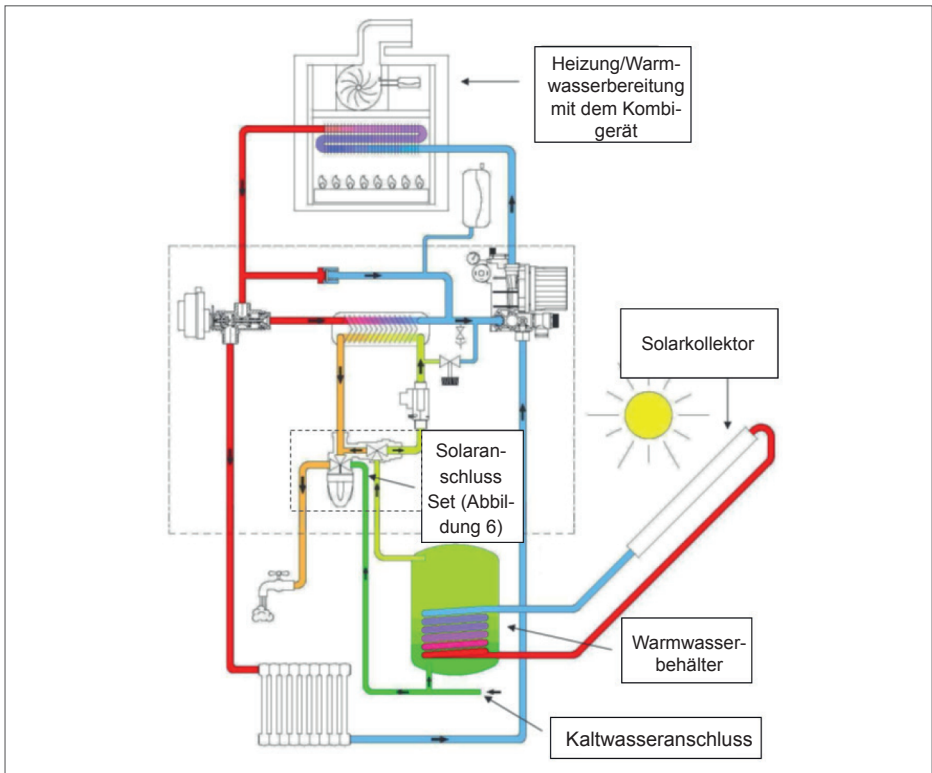 Heizung/Warm-
wasserbereitung
mit dem Kombi-
gerät
Solarkollektor
Solaran-
schluss
Set (Abbil-
dung 6)
Warmwasser-
behälter
Kaltwasseranschluss